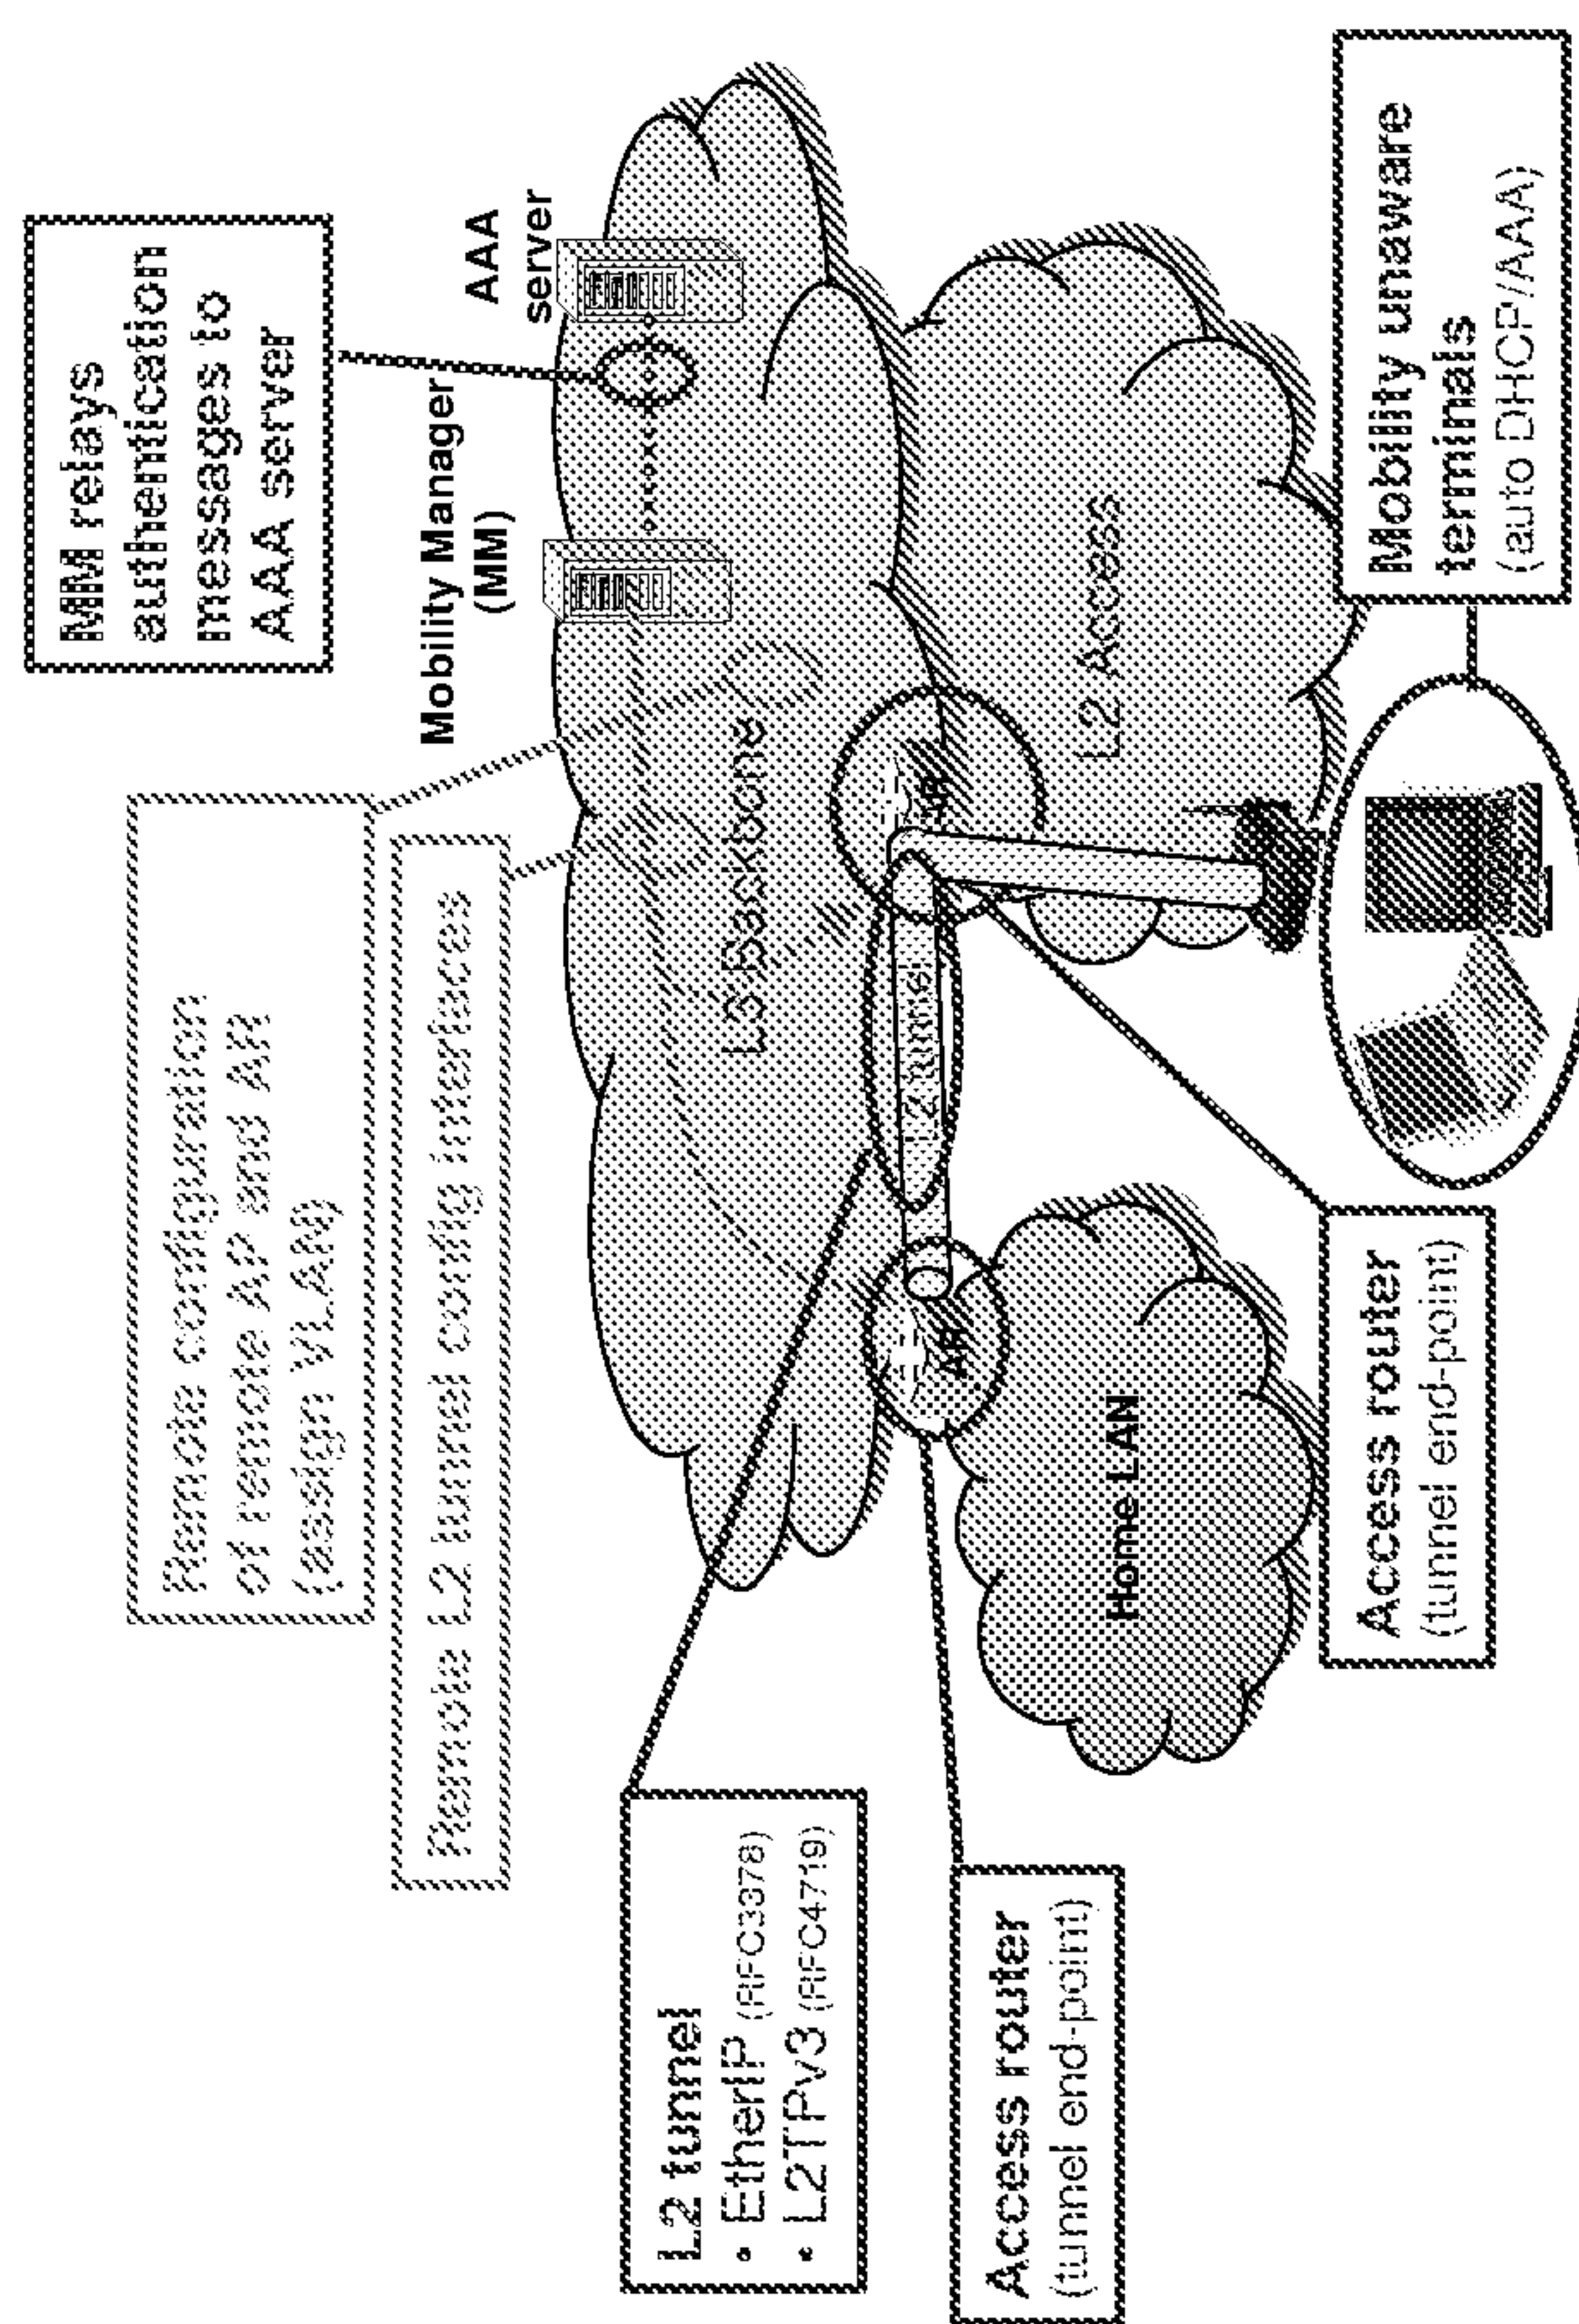 MM relays
authentication
messages to
AAA server
Remote configuration
of remote AP and AR
(assign VLAN)
Remote L2 tunnel config interfaces
Mobility Manager
(MM)
AAA
server
L3 Backbone
L2 tunnel
• EtherIP (RFC3378)
• L2TPv3 (RFC4719)
L2 tunnel
AR
AR
L2 Access
Home LAN
Access router
(tunnel end-point)
Access router
(tunnel end-point)
Mobility unaware
terminals
(auto DHCP/AAA)